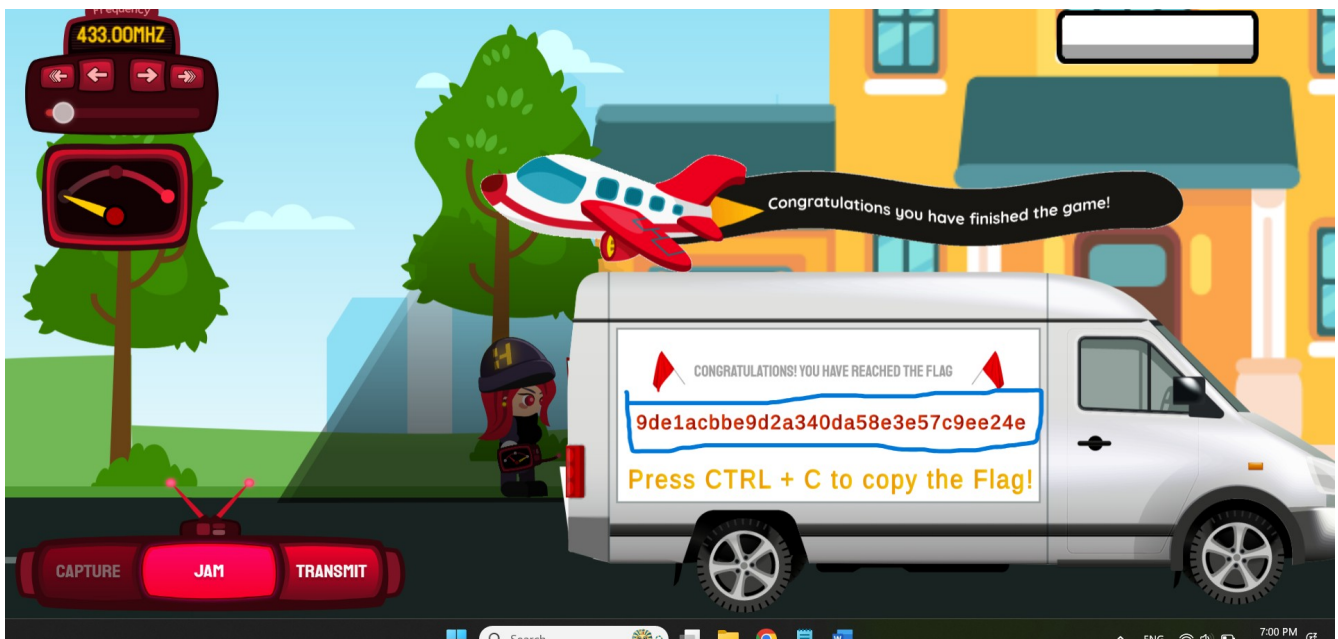 Frequency
433.00MHZ
Congratulations you have finished the game!
CONGRATULATIONS! YOU HAVE REACHED THE FLAG
9de1acbbe9d2a340da58e3e57c9ee24e
Press CTRL + C to copy the Flag!
CAPTURE
JAM
TRANSMIT
Search
ENG
7:00 PM